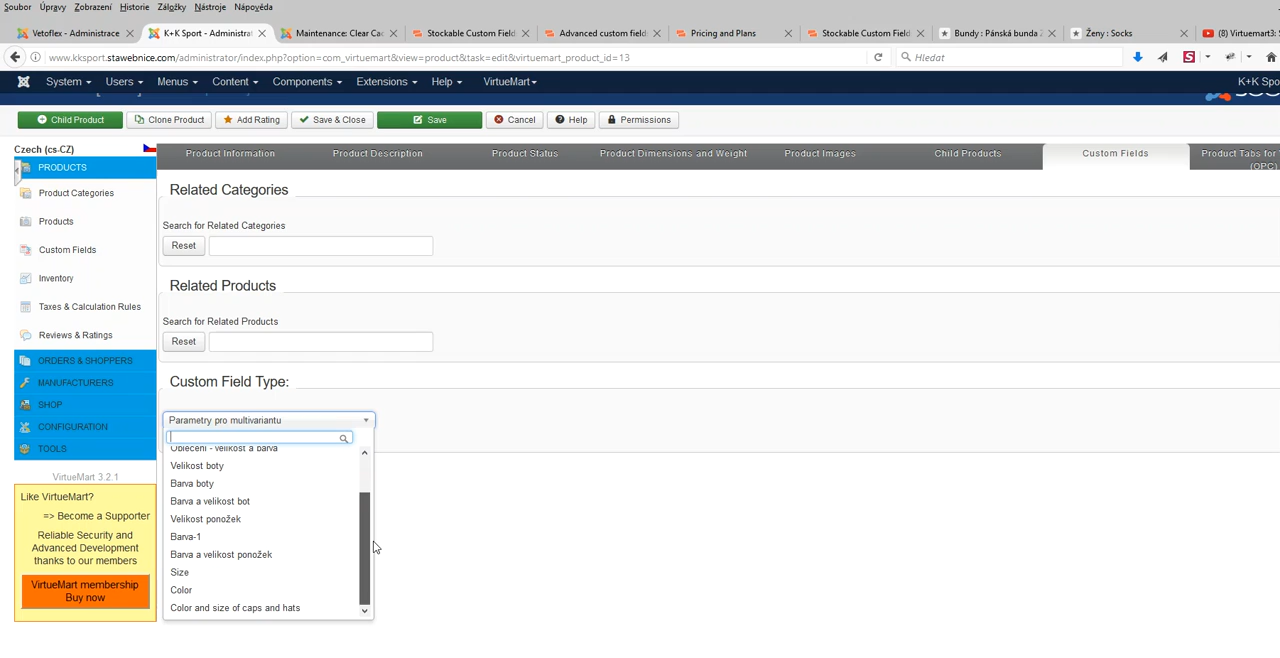 Soubor Úpravy Zobrazení Historie Záložky Nástroje Nápověda
Vetoflex - Administrace
K+K Sport - Administra
Maintenance: Clear Cac
Stockable Custom Field
Advanced custom field
Pricing and Plans
Stockable Custom Field
Bundy : Pánská bunda Z
Ženy : Socks
(8) Virtuemart3: S
www.kksport.stawebnice.com/administrator/index.php?option=com_virtuemart&view=product&task=edit&virtuemart_product_id=13
Hledat
System Users Menus Content Components Extensions Help VirtueMart
K+K Spo
Child Product
Clone Product
Add Rating
Save & Close
Save
Cancel
Help
Permissions
Czech (cs-CZ)
PRODUCTS
Product Categories
Products
Custom Fields
Inventory
Taxes & Calculation Rules
Reviews & Ratings
ORDERS & SHOPPERS
MANUFACTURERS
SHOP
CONFIGURATION
TOOLS
VirtueMart 3.2.1
Like VirtueMart?
=> Become a Supporter
Reliable Security and
Advanced Development
thanks to our members
VirtueMart membership
Buy now
Product Information
Product Description
Product Status
Product Dimensions and Weight
Product Images
Child Products
Custom Fields
Product Tabs for
(OPC)
Related Categories
Search for Related Categories
Reset
Related Products
Search for Related Products
Reset
Custom Field Type:
Parametry pro multivariantu
Oblečení - velikost a barva
Velikost boty
Barva boty
Barva a velikost bot
Velikost ponožek
Barva-1
Barva a velikost ponožek
Size
Color
Color and size of caps and hats